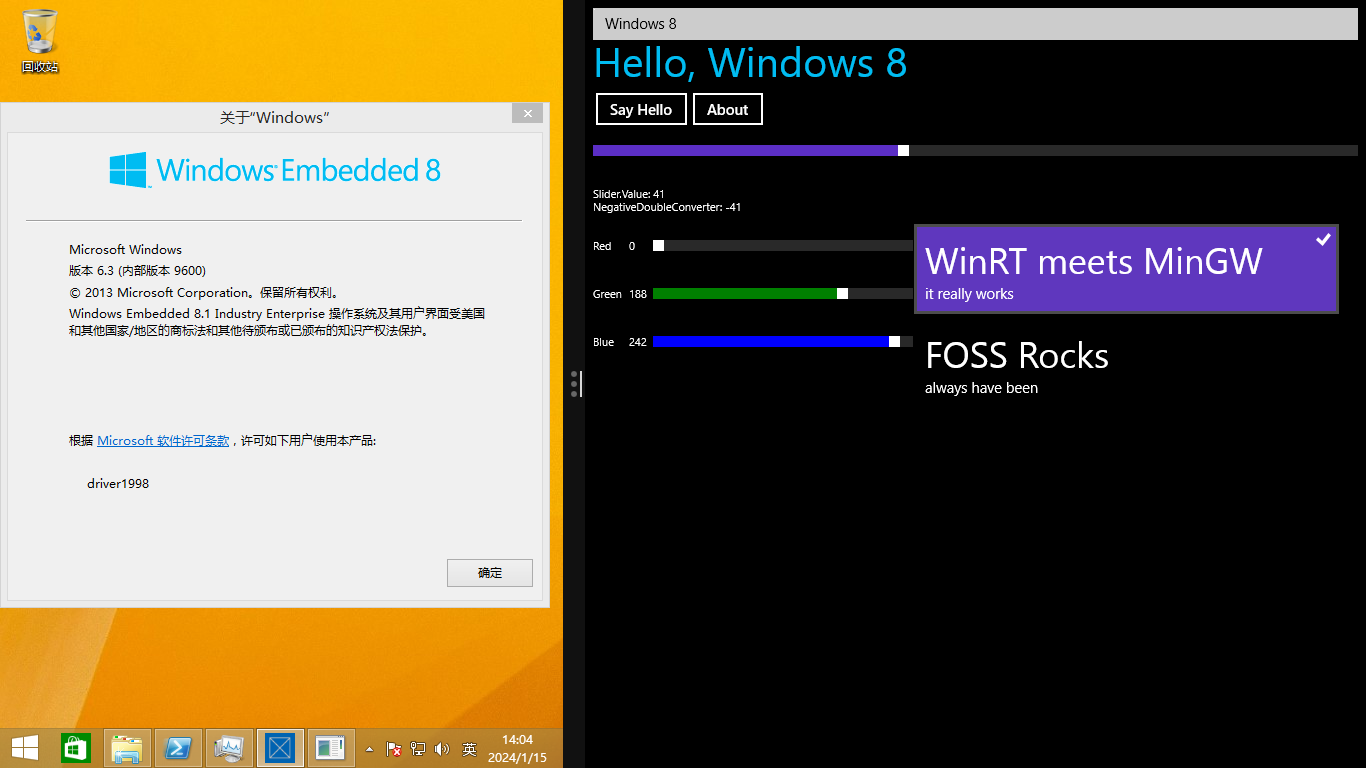 回收站
关于“Windows”
Windows Embedded 8
Microsoft Windows
版本 6.3 (内部版本 9600)
© 2013 Microsoft Corporation。保留所有权利。
Windows Embedded 8.1 Industry Enterprise 操作系统及其用户界面受美国
和其他国家/地区的商标法和其他待颁布或已颁布的知识产权法保护。
根据 Microsoft 软件许可条款，许可如下用户使用本产品:
driver1998
确定
英
14:04
2024/1/15
Windows 8
Hello, Windows 8
Say Hello
About
Slider.Value: 41
NegativeDoubleConverter: -41
Red 0
Green 188
Blue 242
WinRT meets MinGW
it really works
FOSS Rocks
always have been